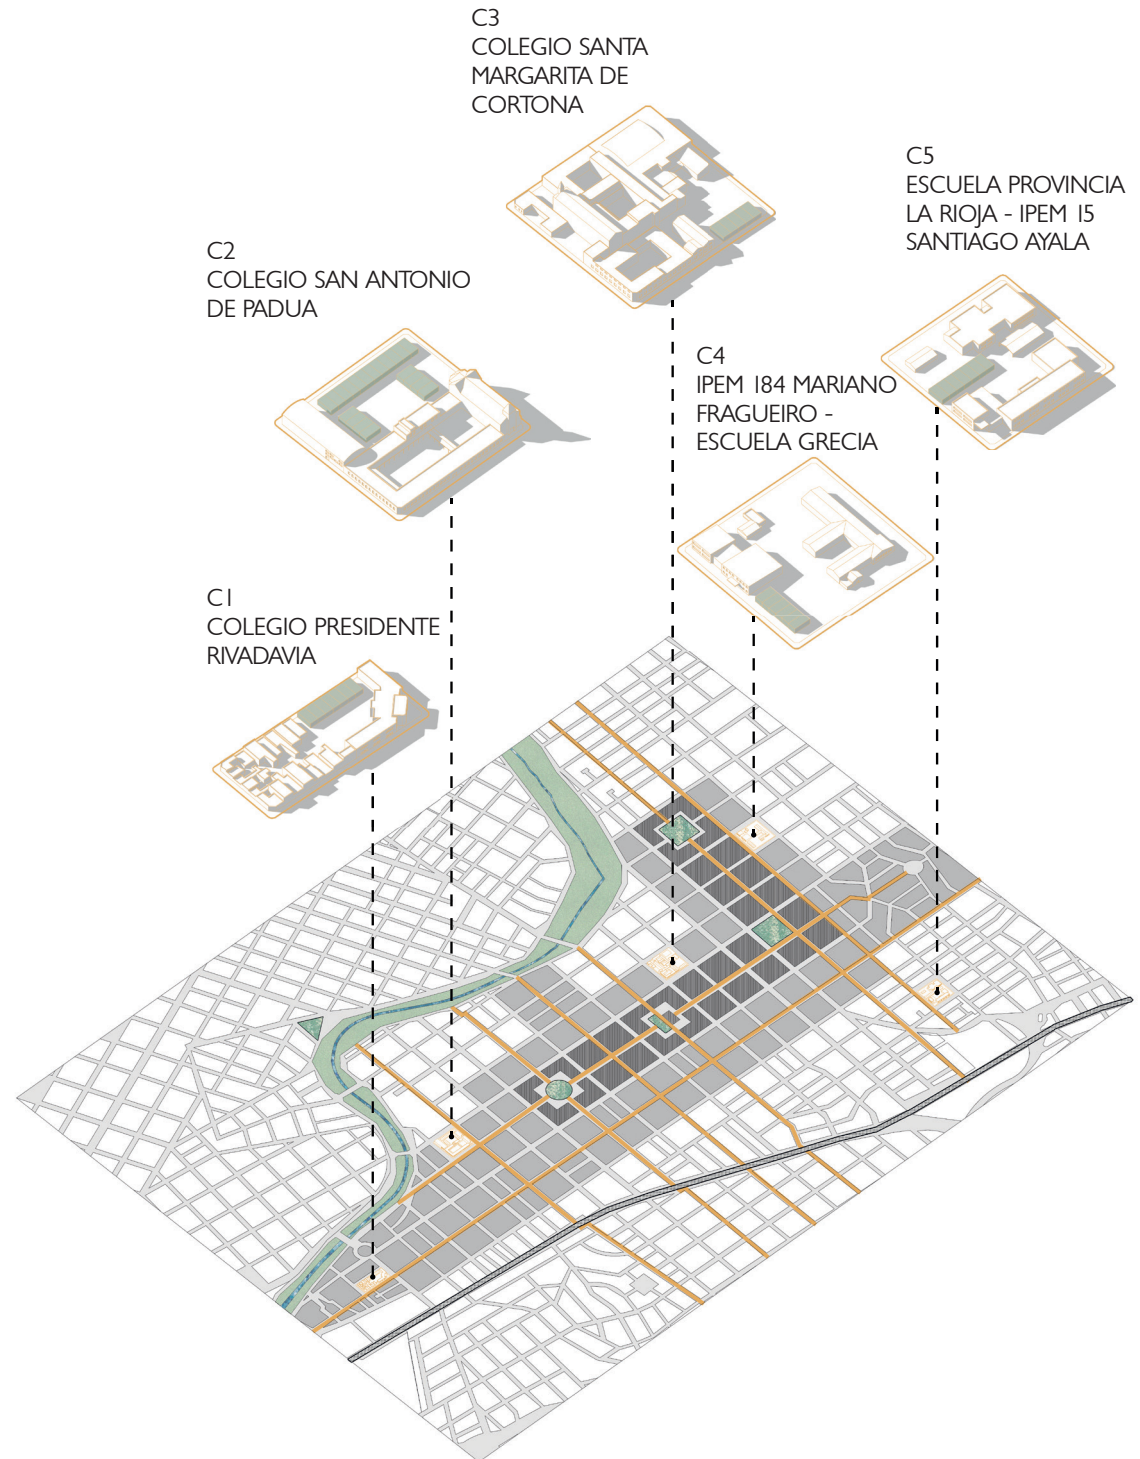 C3
COLEGIO SANTA
MARGARITA DE
CORTONA
C5
ESCUELA PROVINCIA
LA RIOJA - IPEM 15
SANTIAGO AYALA
C2
COLEGIO SAN ANTONIO
DE PADUA
C4
IPEM 184 MARIANO
FRAGUEIRO -
ESCUELA GRECIA
C1
COLEGIO PRESIDENTE
RIVADAVIA